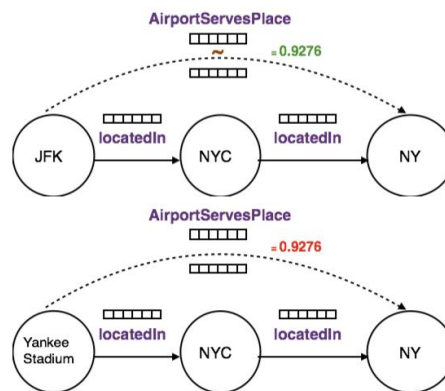 AirportServesPlace
~
= 0.9276
locatedIn
locatedIn
JFK
NYC
NY
AirportServesPlace
= 0.9276
locatedIn
locatedIn
Yankee
Stadium
NYC
NY